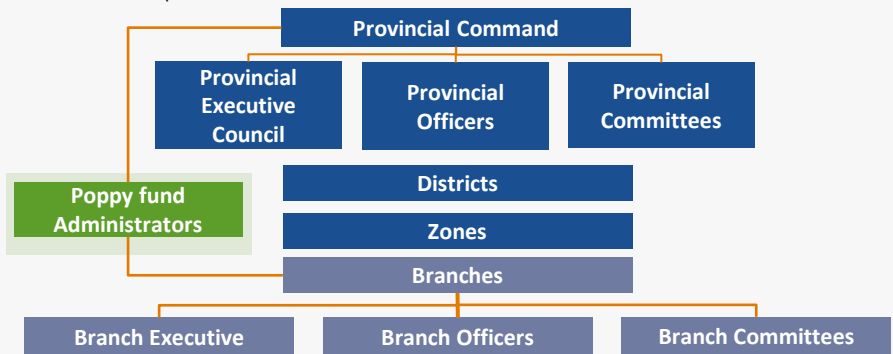 Provincial Command
Provincial
Executive
Council
Provincial
Officers
Provincial
Committees
Districts
Poppy fund
Administrators
Zones
Branches
Branch Executive
Branch Officers
Branch Committees